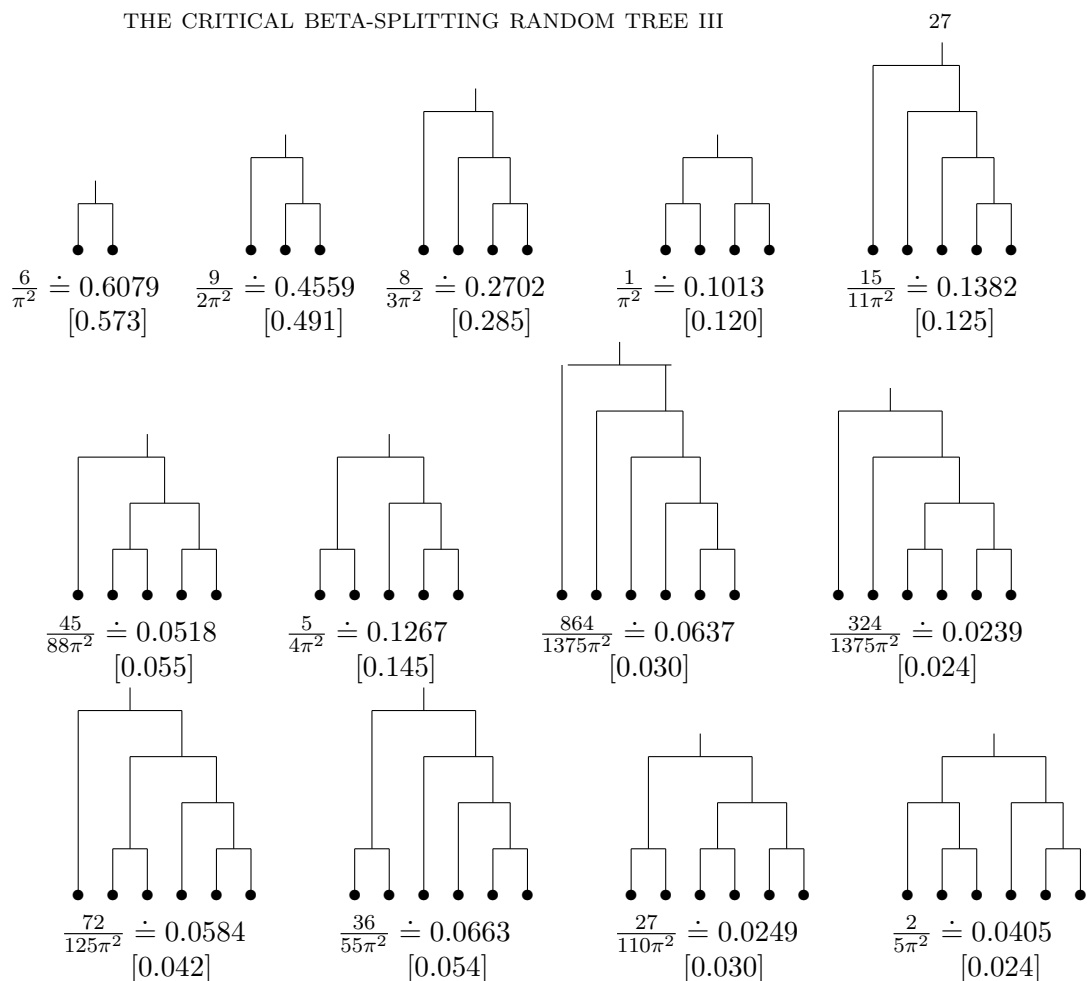 THE CRITICAL BETA-SPLITTING RANDOM TREE III 27
6/π² ≐ 0.6079 9/2π² ≐ 0.4559 8/3π² ≐ 0.2702 1/π² ≐ 0.1013 15/11π² ≐ 0.1382
[0.573] [0.491] [0.285] [0.120] [0.125]
45/88π² ≐ 0.0518 5/4π² ≐ 0.1267 864/1375π² ≐ 0.0637 324/1375π² ≐ 0.0239
[0.055] [0.145] [0.030] [0.024]
72/125π² ≐ 0.0584 36/55π² ≐ 0.0663 27/110π² ≐ 0.0249 2/5π² ≐ 0.0405
[0.042] [0.054] [0.030] [0.024]